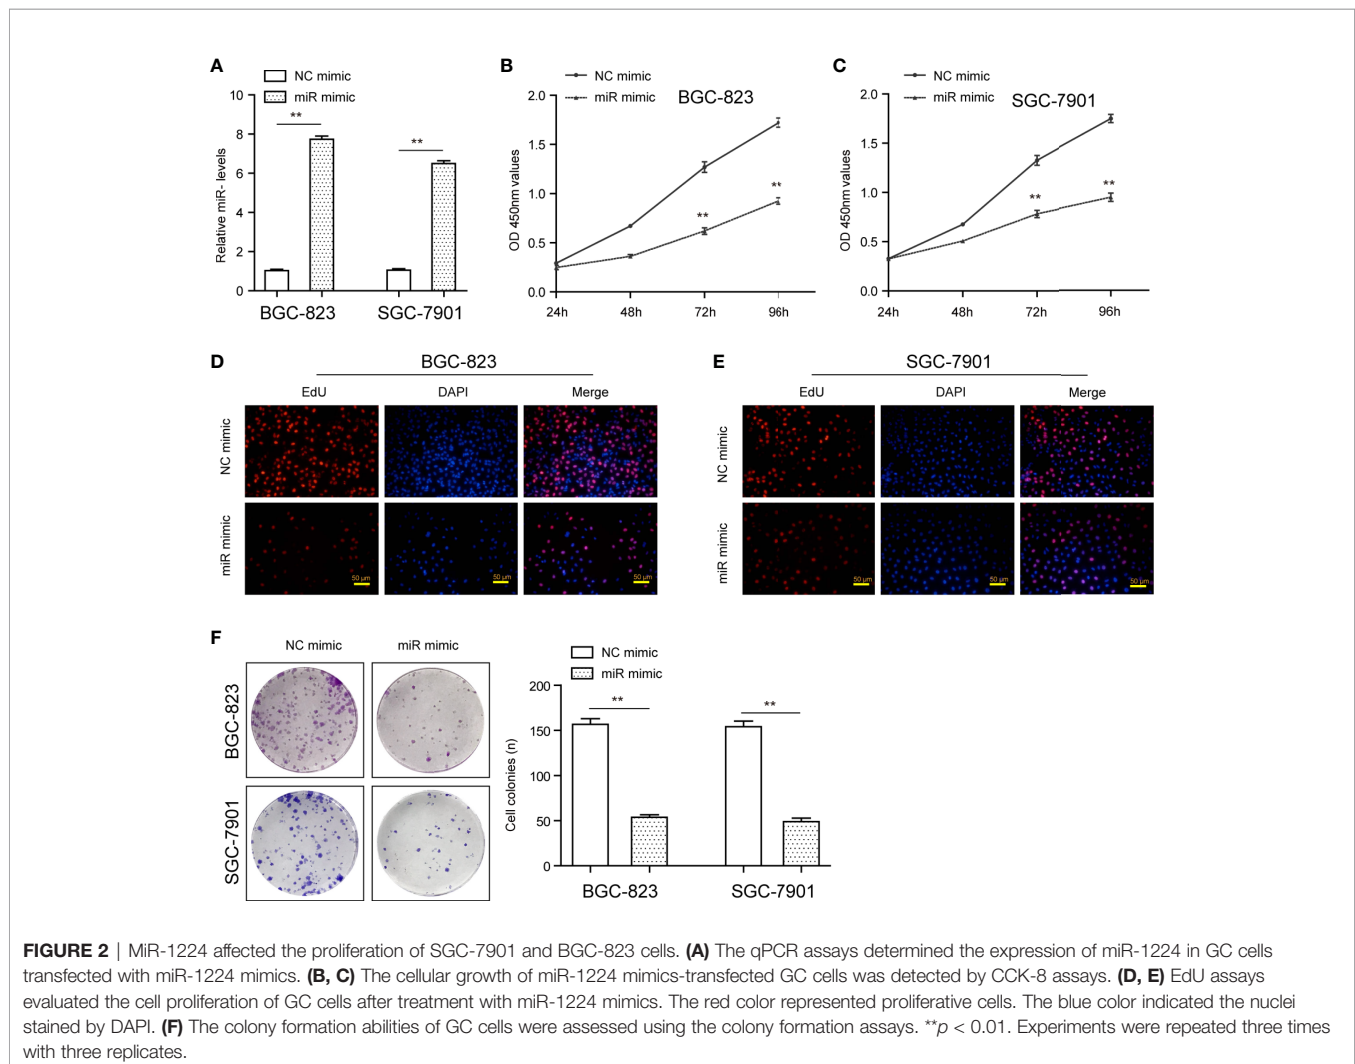 A
NC mimic
miR mimic
Relative miR- levels
10
8
6
4
2
0
**
**
BGC-823
SGC-7901
B
NC mimic
miR mimic
BGC-823
OD 450nm values
2.0
1.5
1.0
0.5
0.0
**
**
24h
48h
72h
96h
C
NC mimic
miR mimic
SGC-7901
OD 450nm values
2.0
1.5
1.0
0.5
0.0
**
**
24h
48h
72h
96h
D
BGC-823
EdU
DAPI
Merge
NC mimic
miR mimic
50 μm
50 μm
50 μm
E
SGC-7901
EdU
DAPI
Merge
NC mimic
miR mimic
50 μm
50 μm
50 μm
F
NC mimic
miR mimic
BGC-823
SGC-7901
NC mimic
miR mimic
Cell colonies (n)
200
150
100
50
0
**
**
BGC-823
SGC-7901
FIGURE 2 | MiR-1224 affected the proliferation of SGC-7901 and BGC-823 cells. (A) The qPCR assays determined the expression of miR-1224 in GC cells
transfected with miR-1224 mimics. (B, C) The cellular growth of miR-1224 mimics-transfected GC cells was detected by CCK-8 assays. (D, E) EdU assays
evaluated the cell proliferation of GC cells after treatment with miR-1224 mimics. The red color represented proliferative cells. The blue color indicated the nuclei
stained by DAPI. (F) The colony formation abilities of GC cells were assessed using the colony formation assays. **p < 0.01. Experiments were repeated three times
with three replicates.